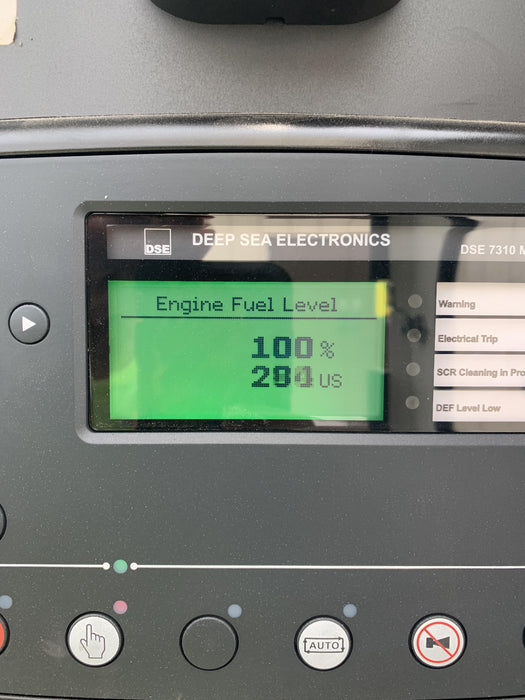 DSE
DEEP SEA ELECTRONICS
DSE 7310 M
Engine Fuel Level
100 %
US
Warning
Electrical Trip
SCR Cleaning in Pro
DEF Level Low
AUTO